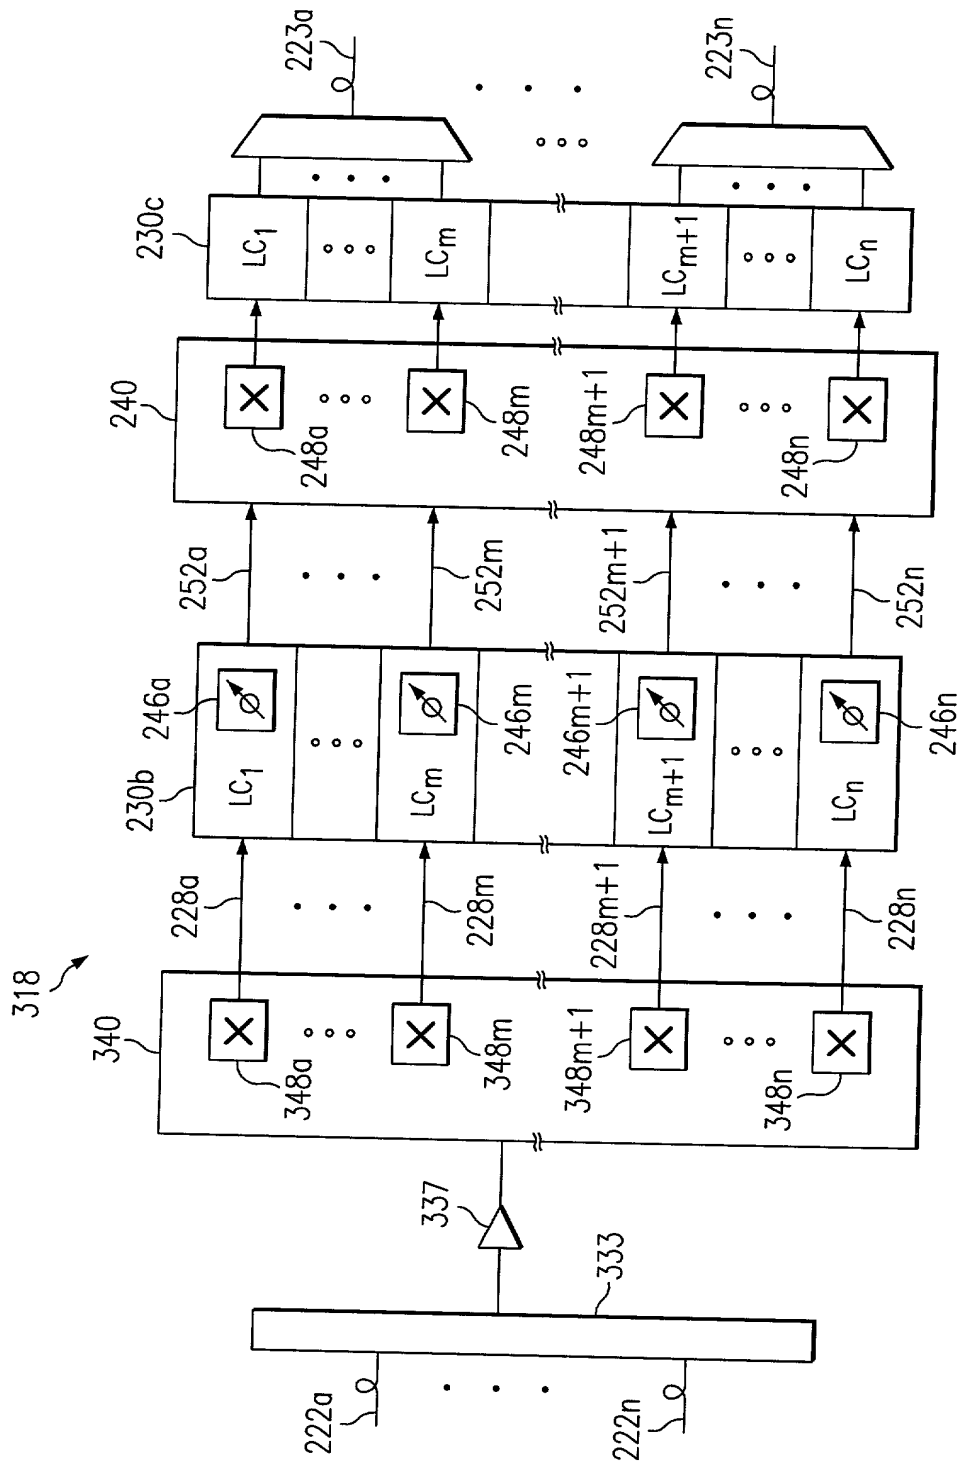 318
222a
222n
333
337
340
348a
348m
348m+1
348n
228a
228m
228m+1
228n
230b
LC1
LCm
LCm+1
LCn
246a
246m
246m+1
246n
252a
252m
252m+1
252n
240
248a
248m
248m+1
248n
230c
LC1
LCm
LCm+1
LCn
223a
223n